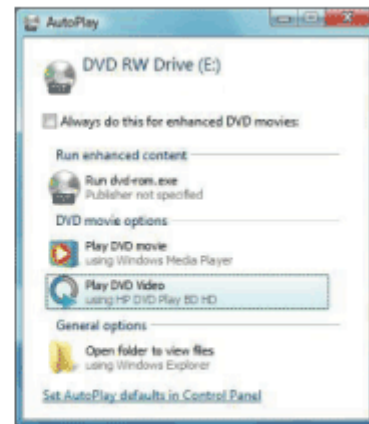 AutoPlay
DVD RW Drive (E:)
Always do this for enhanced DVD movies:
Run enhanced content
Run dvd-rom.exe
Publisher not specified
DVD movie options
Play DVD movie
using Windows Media Player
Play DVD Video
using HP DVD Play BD HD
General options
Open folder to view files
using Windows Explorer
Set AutoPlay defaults in Control Panel